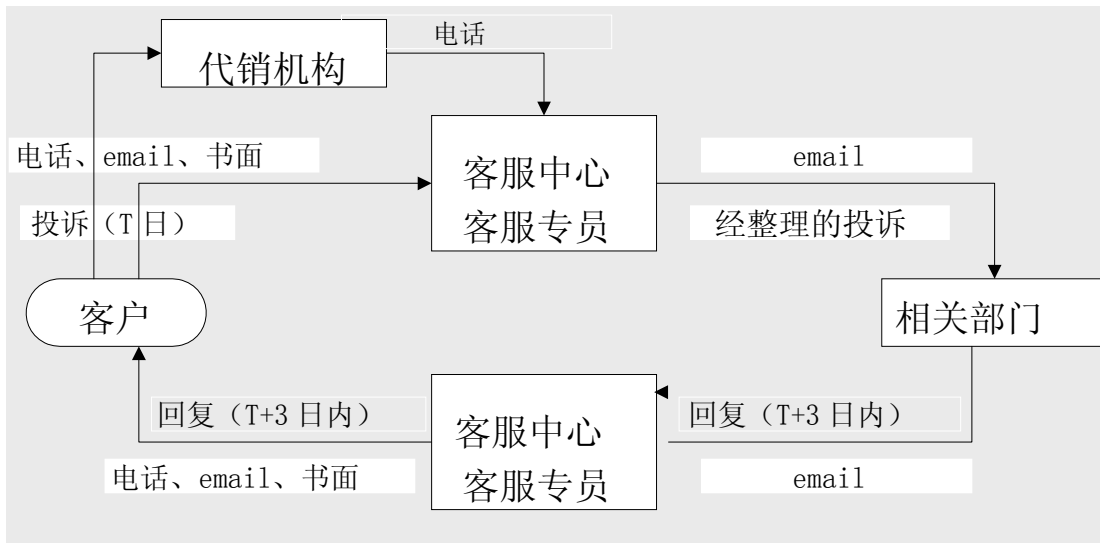 电话
代销机构
电话、email、书面
客服中心
客服专员
email
投诉（T 日）
经整理的投诉
客户
相关部门
回复（T+3 日内）
客服中心
客服专员
回复（T+3 日内）
电话、email、书面
email